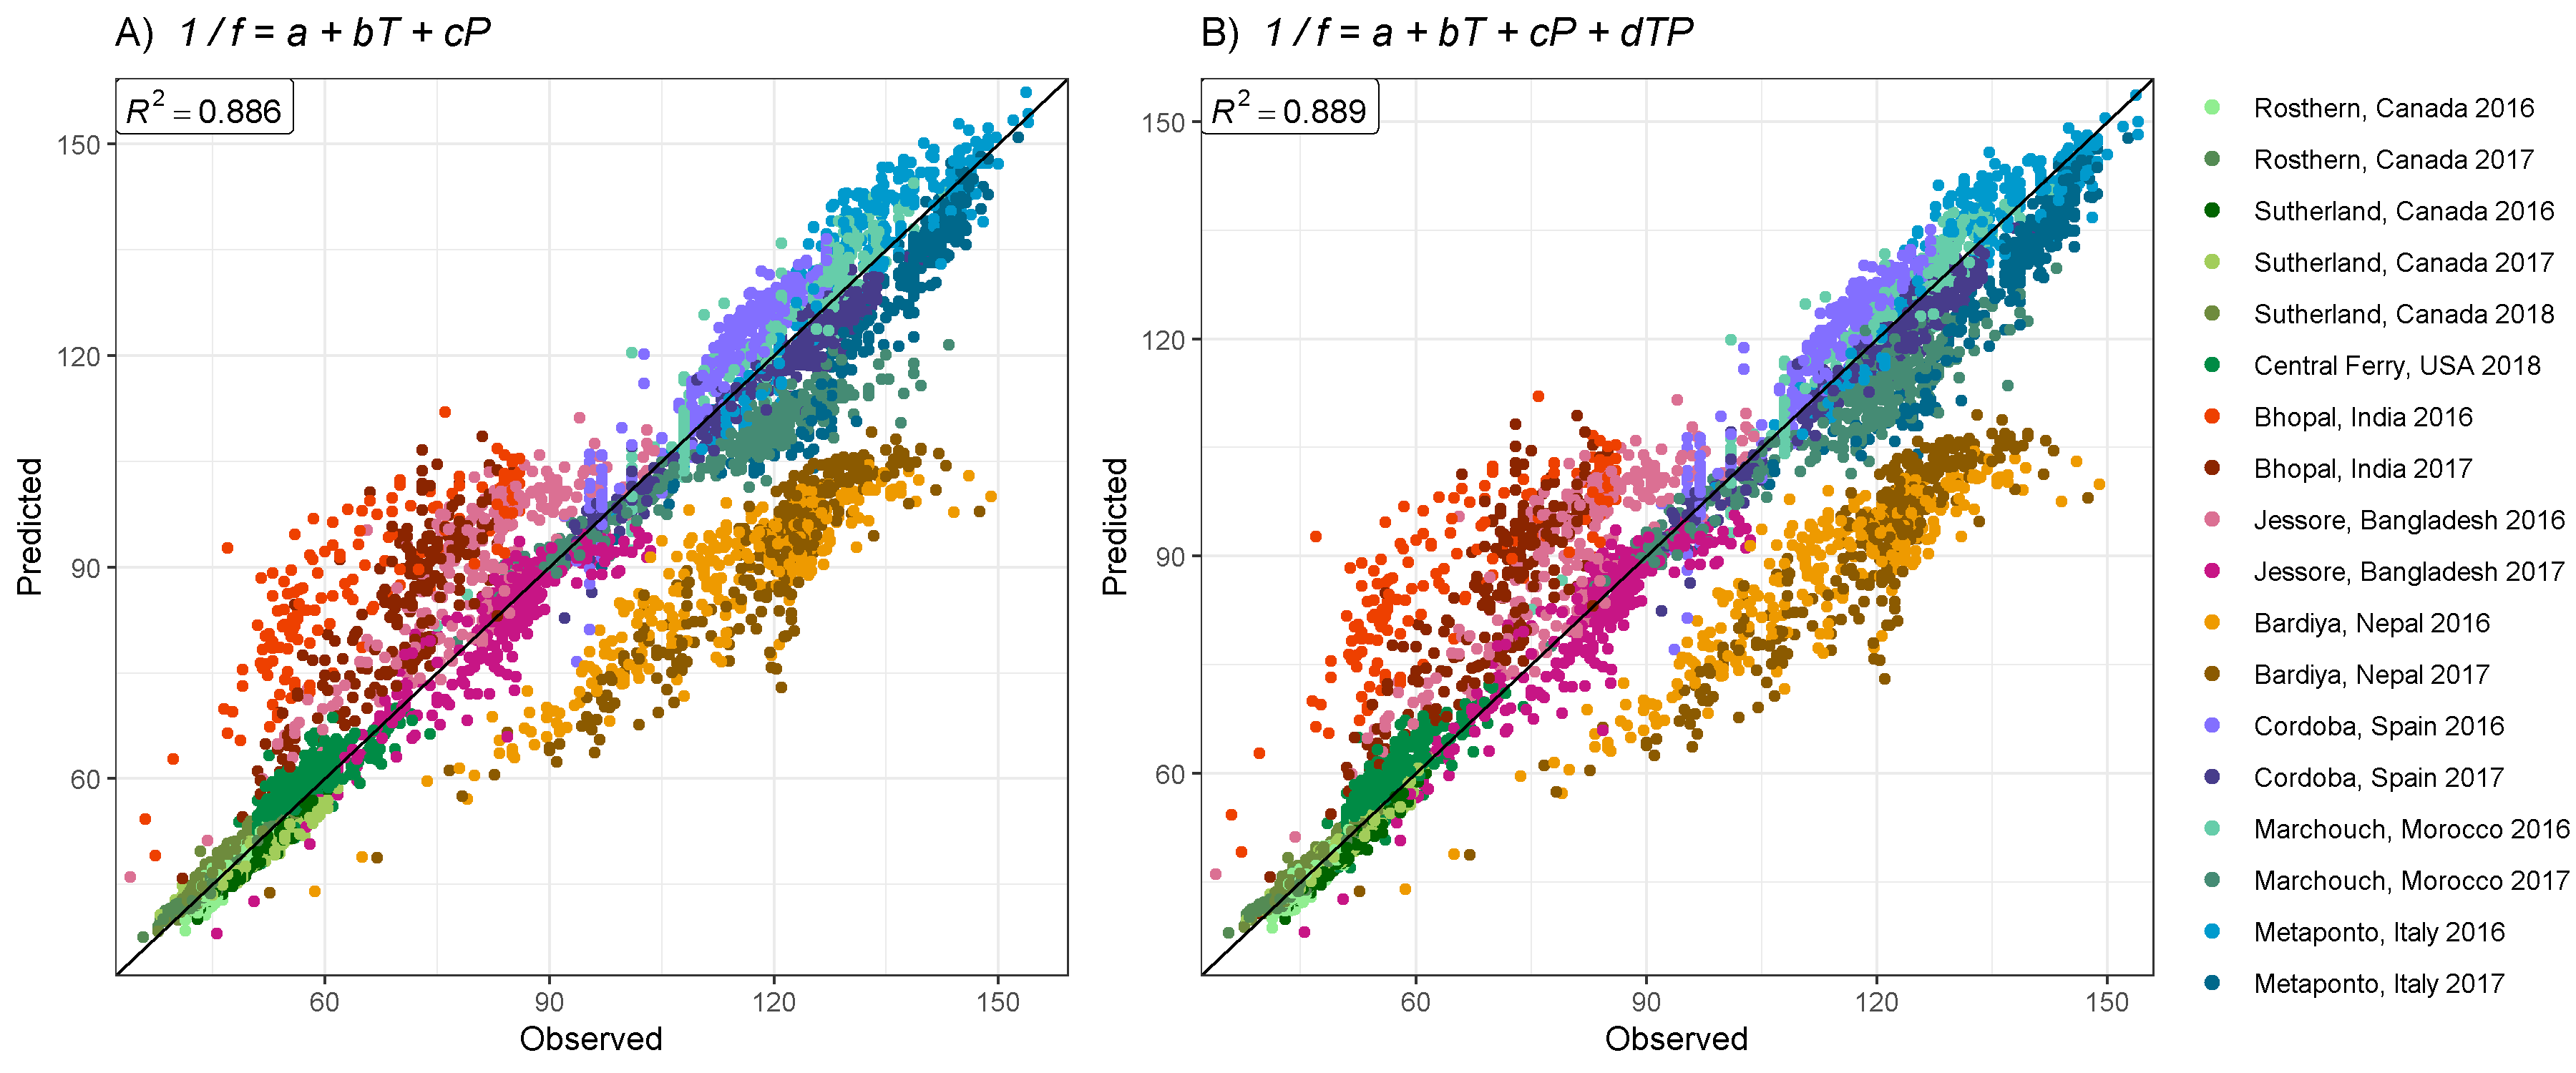 A) 1 / f = a + bT + cP
R² = 0.886
150
120
90
60
Predicted
60 90 120 150
Observed
B) 1 / f = a + bT + cP + dTP
R² = 0.889
150
120
90
60
Predicted
60 90 120 150
Observed
Rosthern, Canada 2016
Rosthern, Canada 2017
Sutherland, Canada 2016
Sutherland, Canada 2017
Sutherland, Canada 2018
Central Ferry, USA 2018
Bhopal, India 2016
Bhopal, India 2017
Jessore, Bangladesh 2016
Jessore, Bangladesh 2017
Bardiya, Nepal 2016
Bardiya, Nepal 2017
Cordoba, Spain 2016
Cordoba, Spain 2017
Marchouch, Morocco 2016
Marchouch, Morocco 2017
Metaponto, Italy 2016
Metaponto, Italy 2017